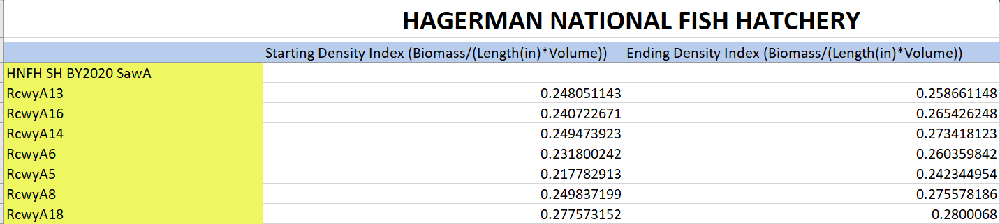 HAGERMAN NATIONAL FISH HATCHERY
Starting Density Index (Biomass/(Length(in)*Volume)) Ending Density Index (Biomass/(Length(in)*Volume))
HNFH SH BY2020 SawA
RcwyA13 0.248051143 0.258661148
RcwyA16 0.240722671 0.265426248
RcwyA14 0.249473923 0.273418123
RcwyA6 0.231800242 0.260359842
RcwyA5 0.217782913 0.242344954
RcwyA8 0.249837199 0.275578186
RcwyA18 0.277573152 0.2800068